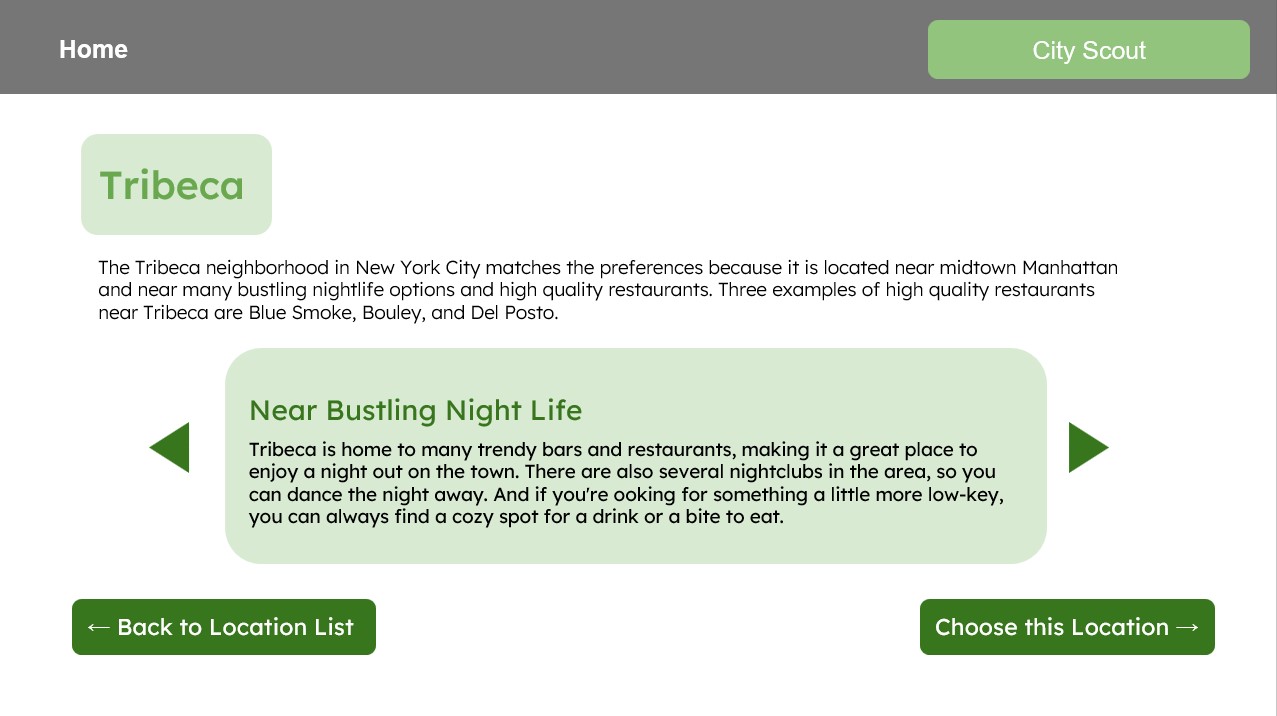 Home
City Scout
Tribeca
The Tribeca neighborhood in New York City matches the preferences because it is located near midtown Manhattan
and near many bustling nightlife options and high quality restaurants. Three examples of high quality restaurants
near Tribeca are Blue Smoke, Bouley, and Del Posto.
Near Bustling Night Life
Tribeca is home to many trendy bars and restaurants, making it a great place to
enjoy a night out on the town. There are also several nightclubs in the area, so you
can dance the night away. And if you're ooking for something a little more low-key,
you can always find a cozy spot for a drink or a bite to eat.
← Back to Location List
Choose this Location →